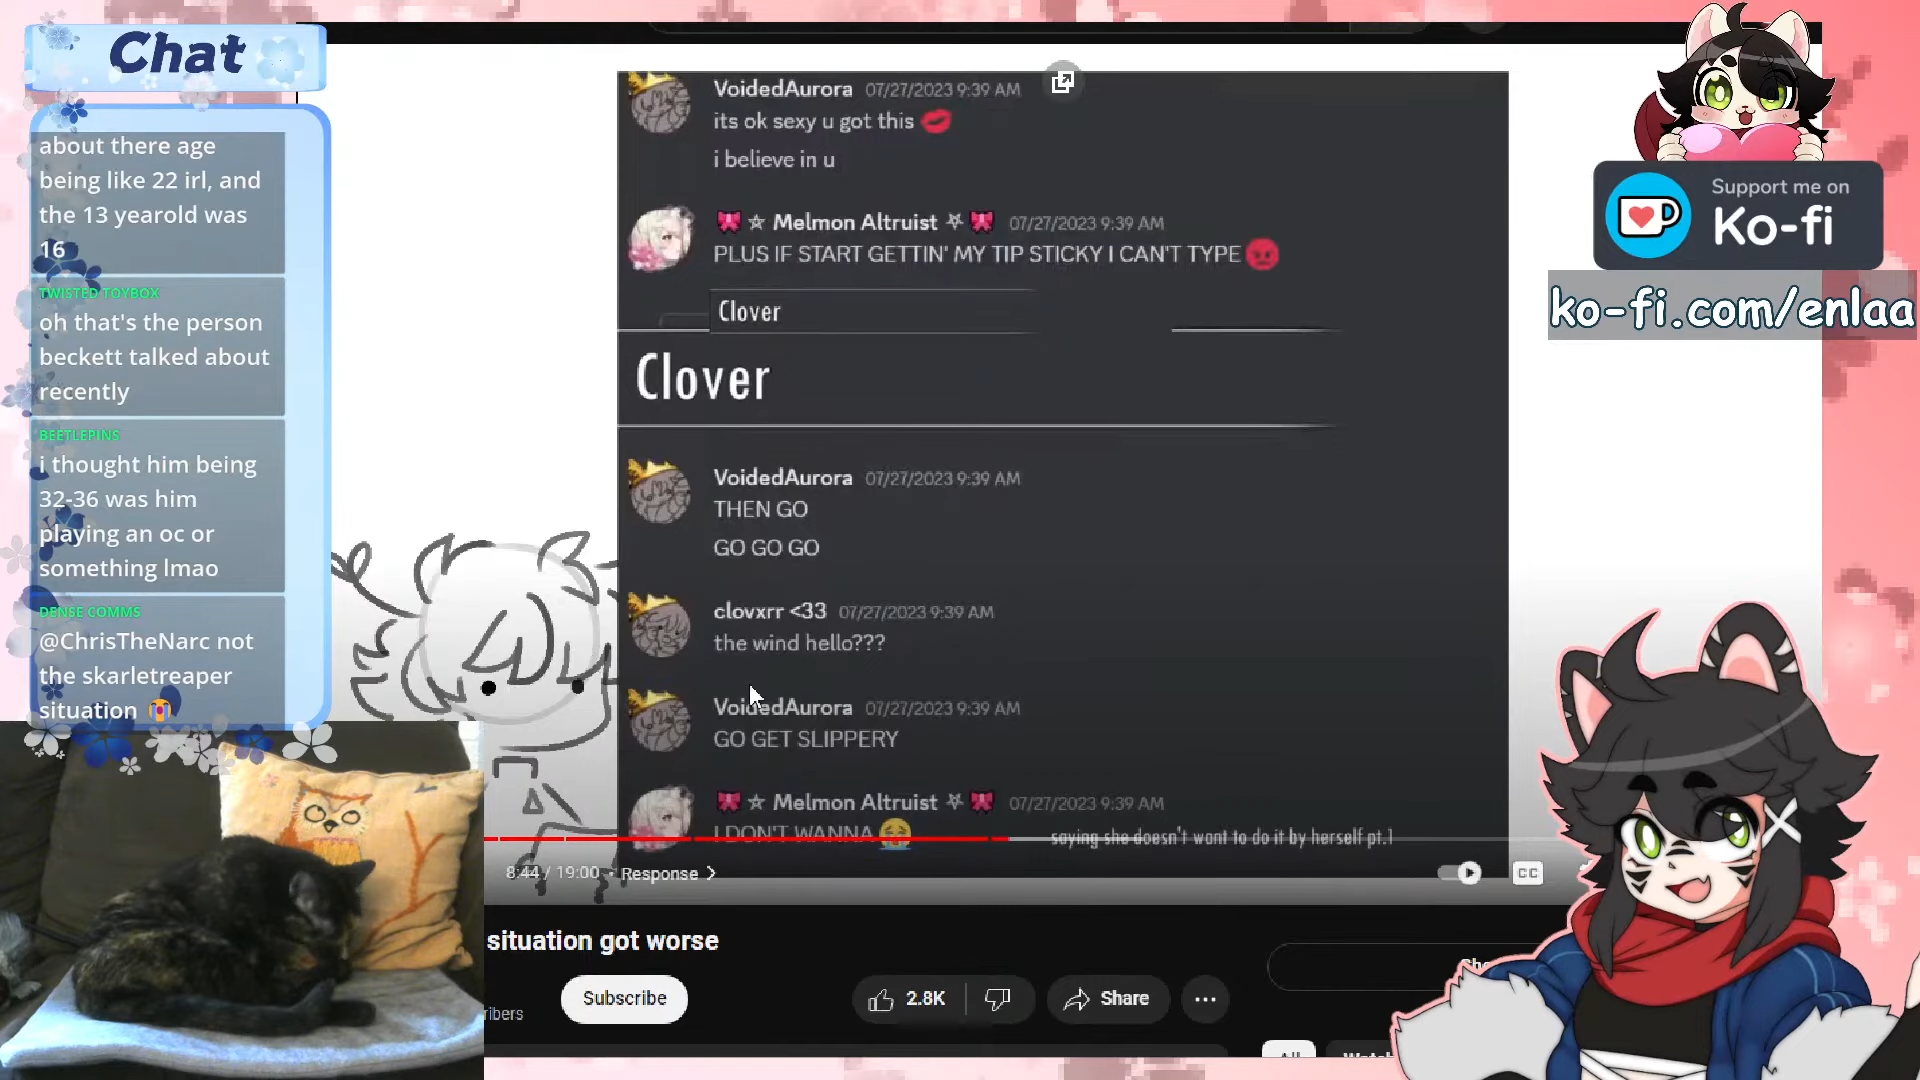 Chat
about there age
being like 22 irl, and
the 13 yearold was
16
TWISTED TOYBOX
oh that's the person
beckett talked about
recently
BEETLEPINS
i thought him being
32-36 was him
playing an oc or
something lmao
DENSE COMMS
@ChrisTheNarc not
the skarletreaper
situation 😭
VoidedAurora 07/27/2023 9:39 AM
its ok sexy u got this 💋
i believe in u
🎀 ☆ Melmon Altruist ⛧ 🎀 07/27/2023 9:39 AM
PLUS IF START GETTIN' MY TIP STICKY I CAN'T TYPE 😡
Clover
Clover
VoidedAurora 07/27/2023 9:39 AM
THEN GO
GO GO GO
clovxrr <33 07/27/2023 9:39 AM
the wind hello???
VoidedAurora 07/27/2023 9:39 AM
GO GET SLIPPERY
🎀 ☆ Melmon Altruist ⛧ 🎀 07/27/2023 9:39 AM
I DON'T WANNA 😭
saying she doesn't want to do it by herself pt.1
8:44 / 19:00 • Response >
CC
situation got worse
ribers
Subscribe
2.8K
Share
All
Support me on
Ko-fi
ko-fi.com/enlaa